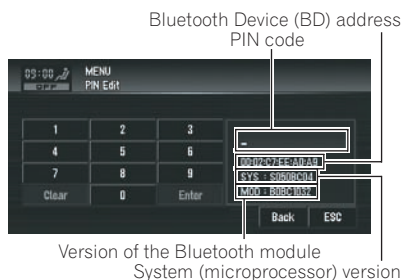 Bluetooth Device (BD) address
PIN code
09:00 MENU
OFF PIN Edit
1 2 3
4 5 6
7 8 9
Clear 0 Enter
-
00:02:C7:EE:A0:A9
SYS : S050BC04
MOD : B0BC1032
Back ESC
Version of the Bluetooth module
System (microprocessor) version